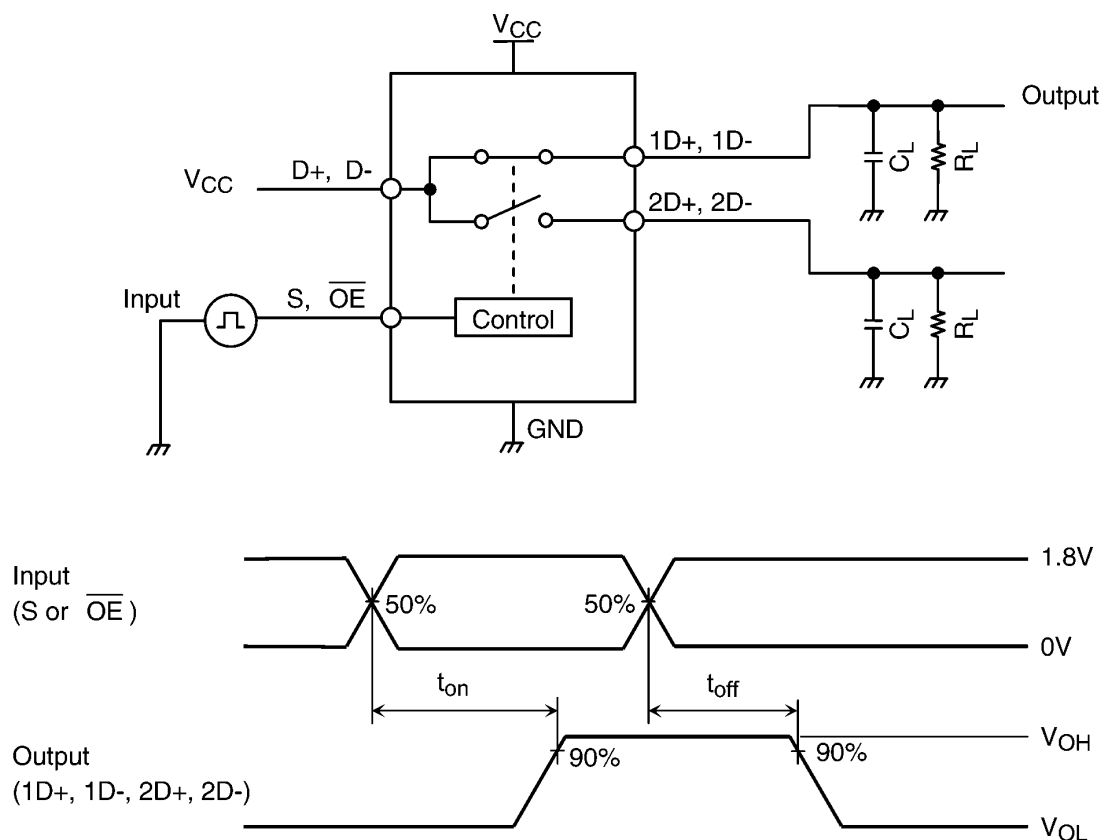 VCC
Output
1D+, 1D-
CL
RL
D+, D-
VCC
2D+, 2D-
Input
S, OE
Control
CL
RL
GND
1.8V
Input
(S or OE)
50%
50%
0V
ton
toff
VOH
Output
(1D+, 1D-, 2D+, 2D-)
90%
90%
VOL